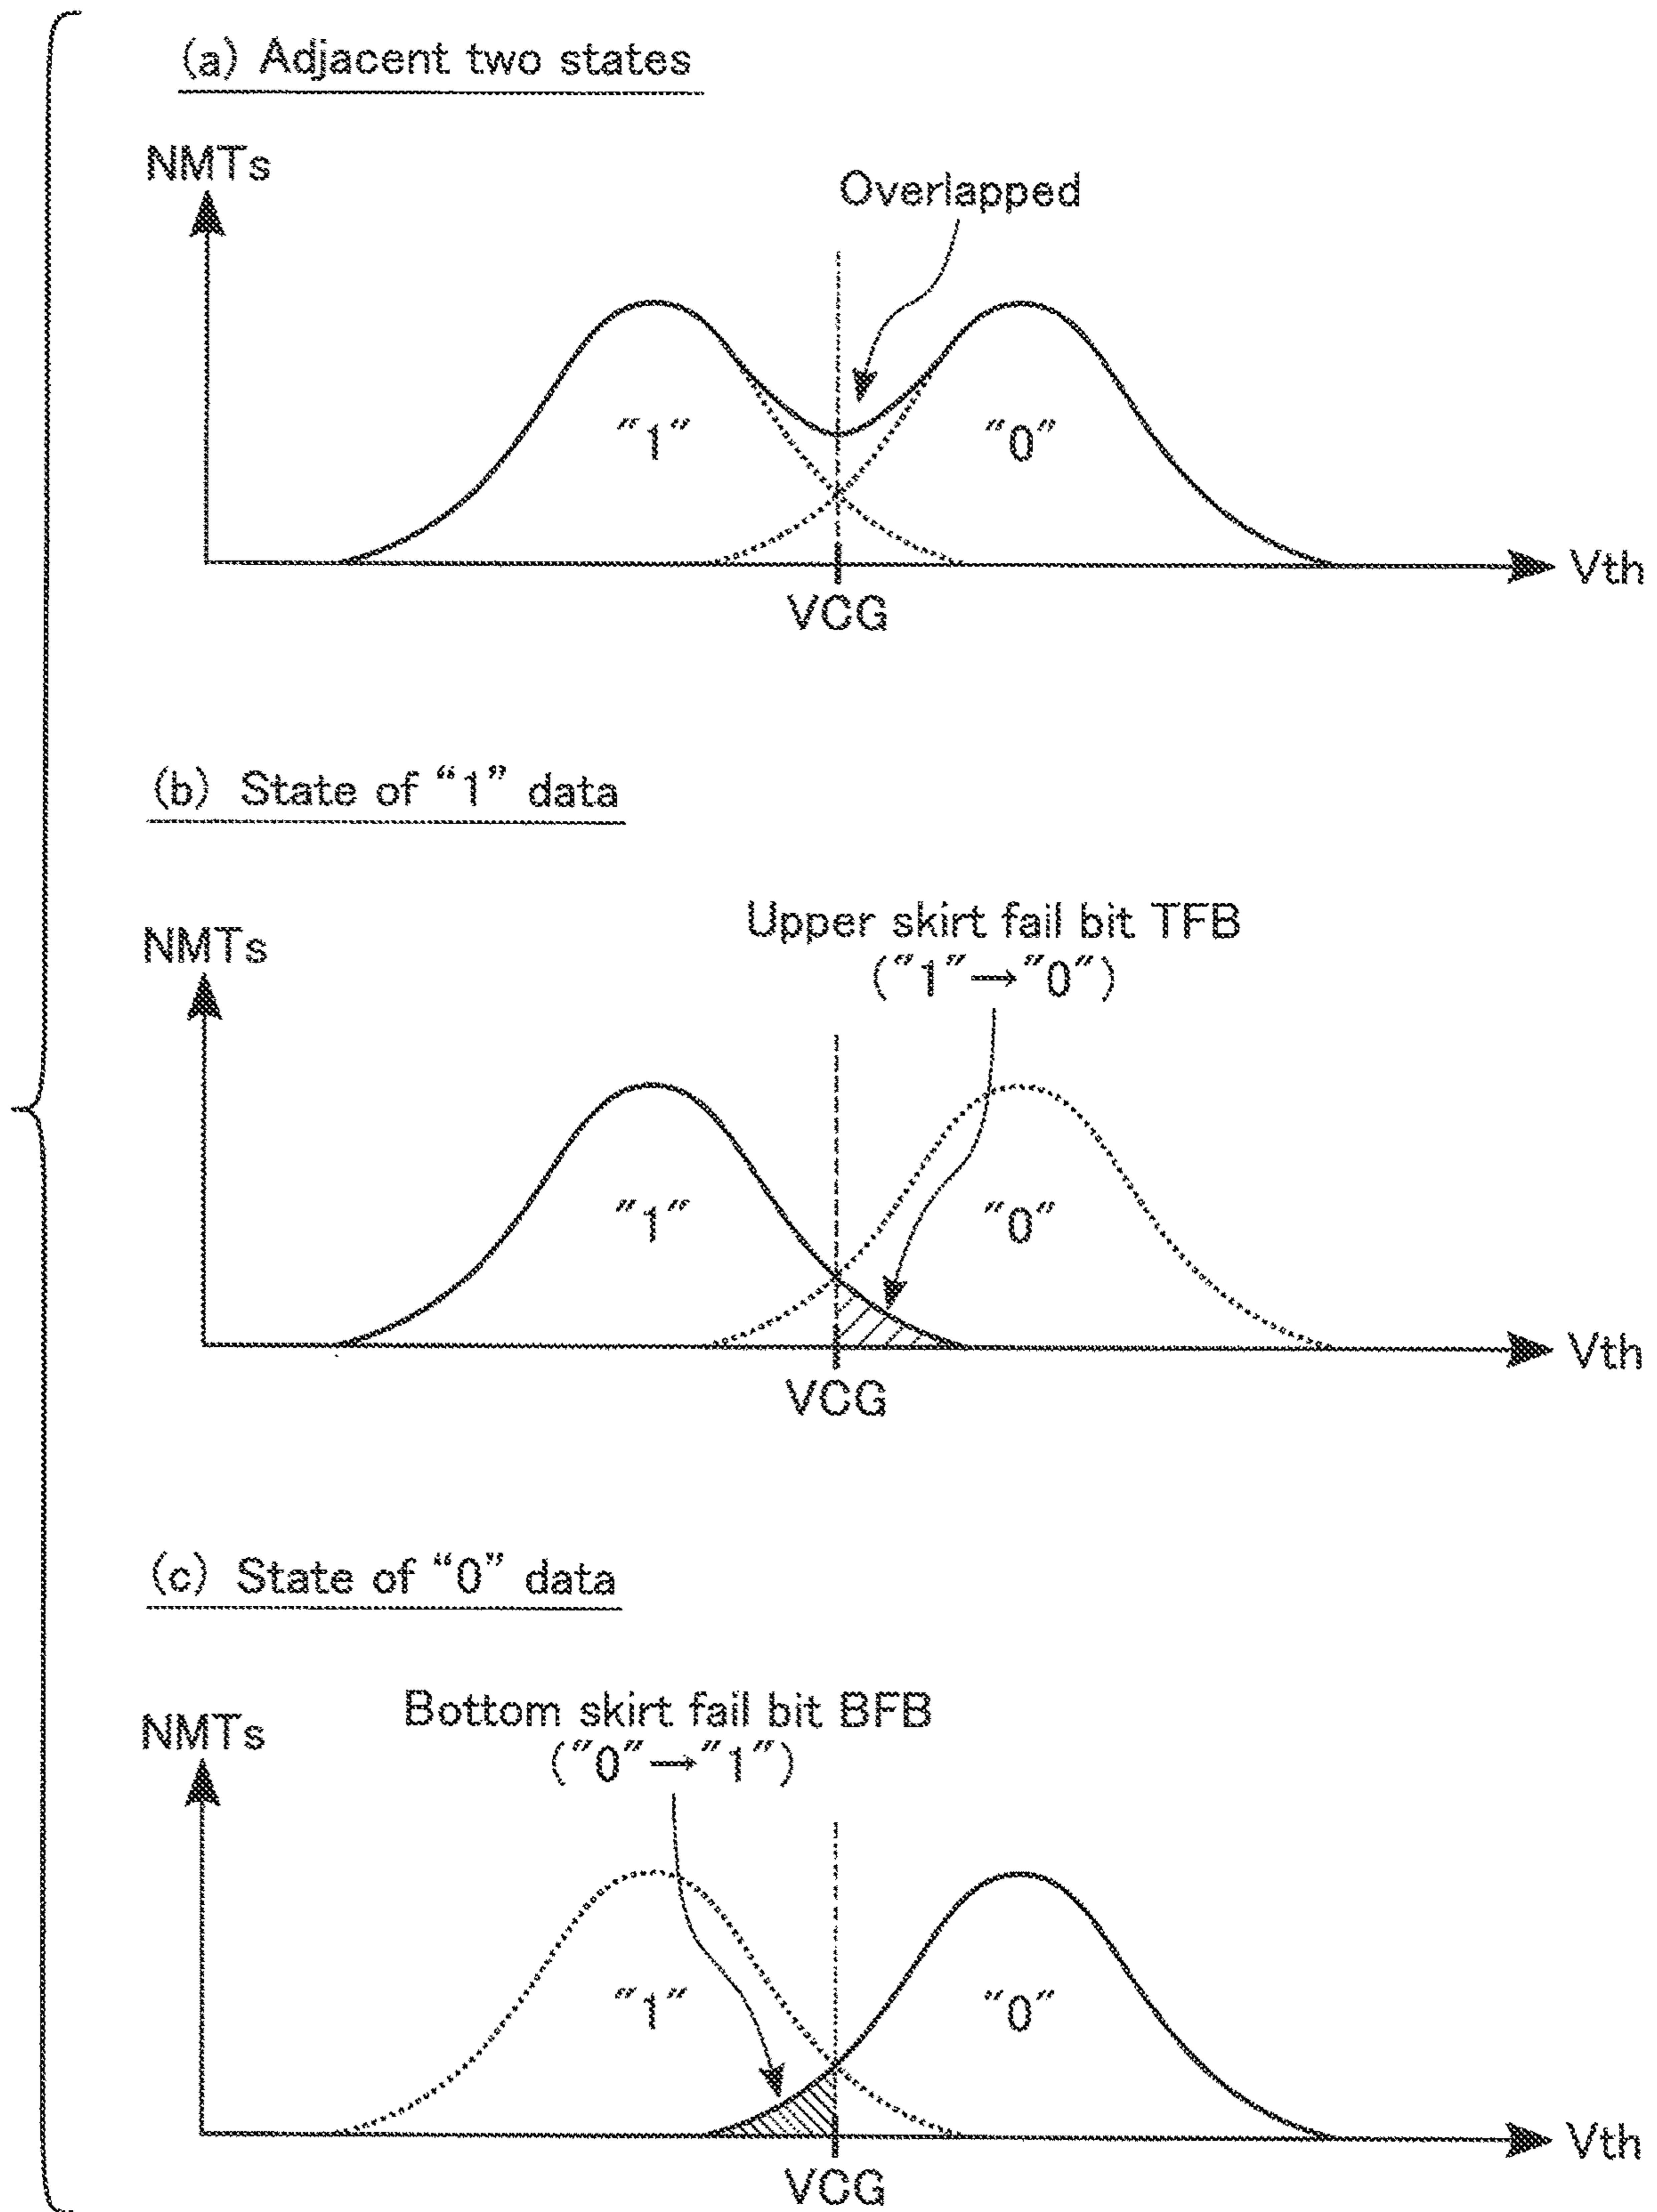 (a) Adjacent two states
NMTs
Overlapped
"1"
"0"
Vth
VCG
(b) State of “1” data
Upper skirt fail bit TFB
("1"→"0")
NMTs
"1"
"0"
Vth
VCG
(c) State of “0” data
Bottom skirt fail bit BFB
("0"→"1")
NMTs
"1"
"0"
Vth
VCG